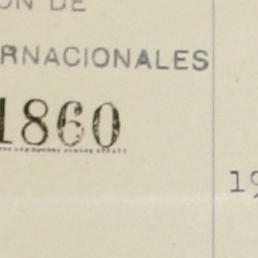 ON DE
RNACIONALES
1860
19